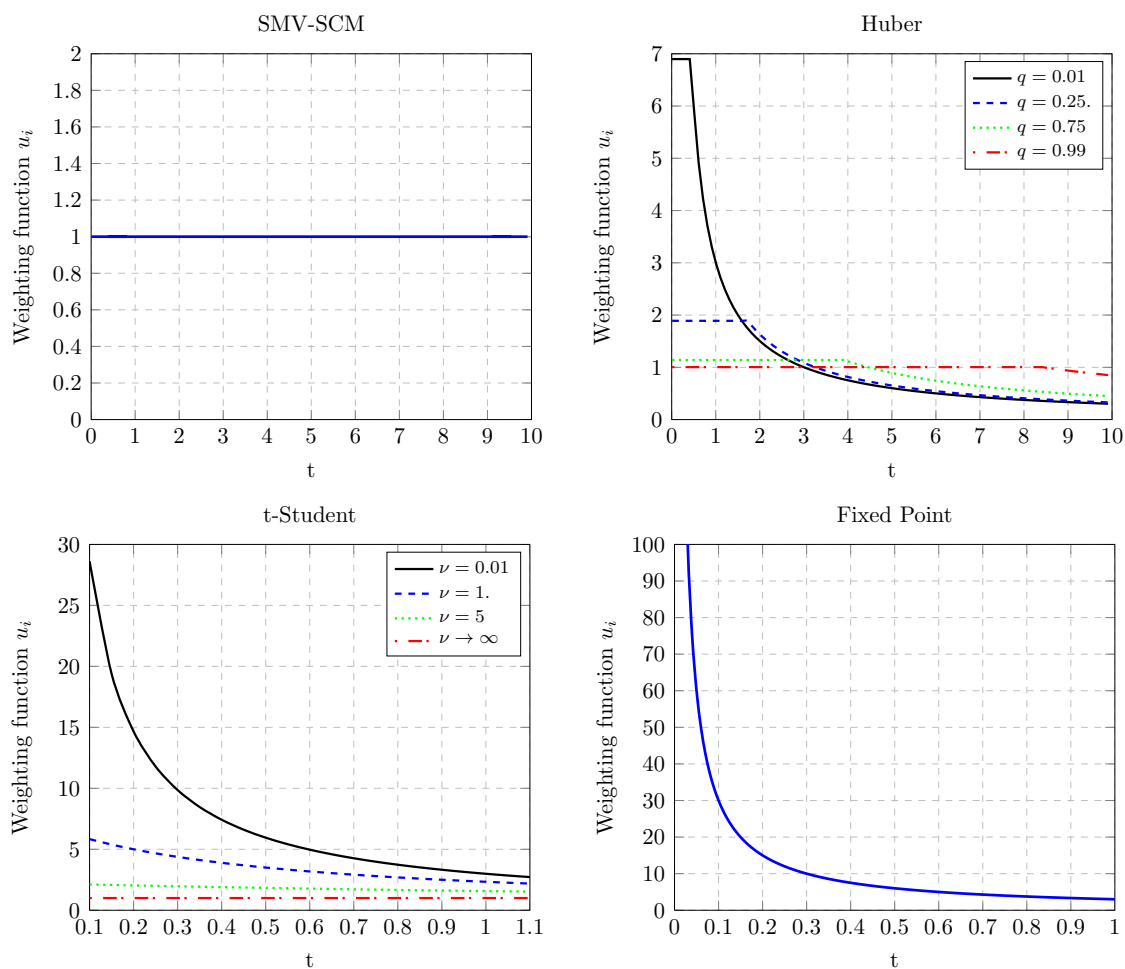 SMV-SCM
2
1.8
1.6
1.4
1.2
1
0.8
0.6
0.4
0.2
0
0 1 2 3 4 5 6 7 8 9 10
t
Weighting function u_i
Huber
7
6
5
4
3
2
1
0
0 1 2 3 4 5 6 7 8 9 10
t
Weighting function u_i
q = 0.01
q = 0.25.
q = 0.75
q = 0.99
t-Student
30
25
20
15
10
5
0
0.1 0.2 0.3 0.4 0.5 0.6 0.7 0.8 0.9 1 1.1
t
Weighting function u_i
ν = 0.01
ν = 1.
ν = 5
ν → ∞
Fixed Point
100
90
80
70
60
50
40
30
20
10
0
0 0.1 0.2 0.3 0.4 0.5 0.6 0.7 0.8 0.9 1
t
Weighting function u_i